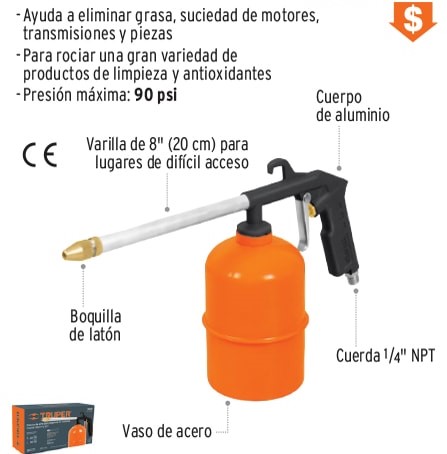 - Ayuda a eliminar grasa, suciedad de motores,
transmisiones y piezas
- Para rociar una gran variedad de
productos de limpieza y antioxidantes
- Presión máxima: 90 psi
$
Cuerpo
de aluminio
CE
Varilla de 8" (20 cm) para
lugares de difícil acceso
Boquilla
de latón
Cuerda 1/4" NPT
TRUPER
Vaso de acero